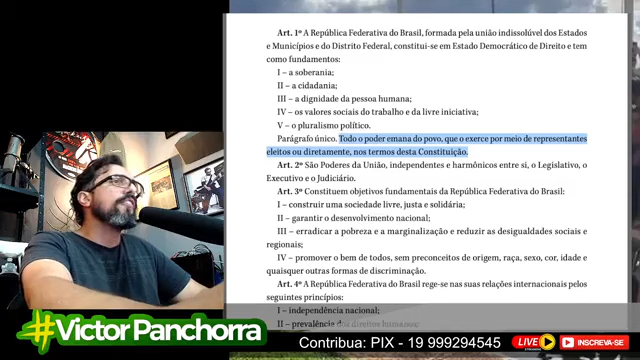 Art. 1º A República Federativa do Brasil, formada pela união indissolúvel dos Estados
e Municípios e do Distrito Federal, constitui-se em Estado Democrático de Direito e tem
como fundamentos:
I – a soberania;
II – a cidadania;
III – a dignidade da pessoa humana;
IV – os valores sociais do trabalho e da livre iniciativa;
V – o pluralismo político.
Parágrafo único. Todo o poder emana do povo, que o exerce por meio de representantes
eleitos ou diretamente, nos termos desta Constituição.
Art. 2º São Poderes da União, independentes e harmônicos entre si, o Legislativo, o
Executivo e o Judiciário.
Art. 3º Constituem objetivos fundamentais da República Federativa do Brasil:
I – construir uma sociedade livre, justa e solidária;
II – garantir o desenvolvimento nacional;
III – erradicar a pobreza e a marginalização e reduzir as desigualdades sociais e
regionais;
IV – promover o bem de todos, sem preconceitos de origem, raça, sexo, cor, idade e
quaisquer outras formas de discriminação.
Art. 4º A República Federativa do Brasil rege-se nas suas relações internacionais pelos
seguintes princípios:
I – independência nacional;
II – prevalência dos direitos humanos;
#Victor Panchorra
Contribua: PIX - 19 999294545
LIVE
INSCREVA-SE